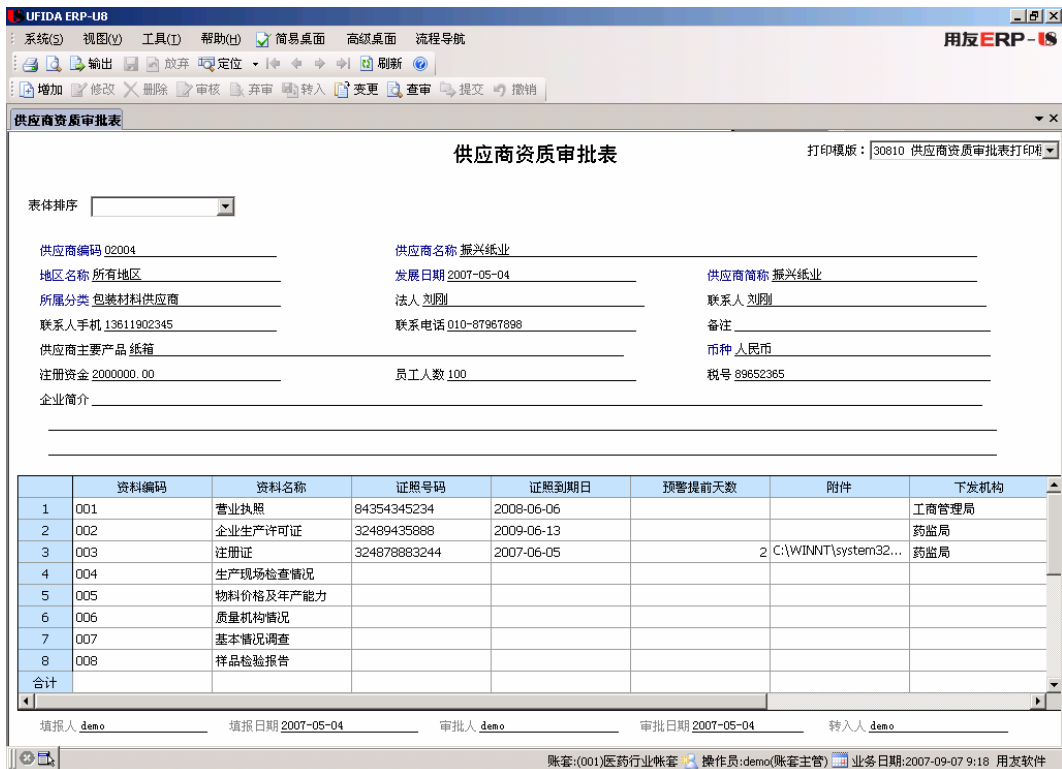 UFIDA ERP-U8
系统(S) 视图(V) 工具(T) 帮助(H) 简易桌面 高级桌面 流程导航 用友ERP-U8
输出 放弃 定位 刷新
增加 修改 删除 审核 弃审 转入 变更 查审 提交 撤销
供应商资质审批表
供应商资质审批表 打印模版： 30810 供应商资质审批表打印模
表体排序
供应商编码 02004 供应商名称 振兴纸业
地区名称 所有地区 发展日期 2007-05-04 供应商简称 振兴纸业
所属分类 包装材料供应商 法人 刘刚 联系人 刘刚
联系人手机 13611902345 联系电话 010-87967898 备注
供应商主要产品 纸箱 币种 人民币
注册资金 2000000.00 员工人数 100 税号 89652365
企业简介
资料编码 资料名称 证照号码 证照到期日 预警提前天数 附件 下发机构
1 001 营业执照 84354345234 2008-06-06 工商管理局
2 002 企业生产许可证 32489435888 2009-06-13 药监局
3 003 注册证 324878883244 2007-06-05 2 C:\WINNT\system32... 药监局
4 004 生产现场检查情况
5 005 物料价格及年产能力
6 006 质量机构情况
7 007 基本情况调查
8 008 样品检验报告
合计
填报人 demo 填报日期 2007-05-04 审批人 demo 审批日期 2007-05-04 转入人 demo
账套:(001)医药行业帐套 操作员:demo(账套主管) 业务日期:2007-09-07 9:18 用友软件